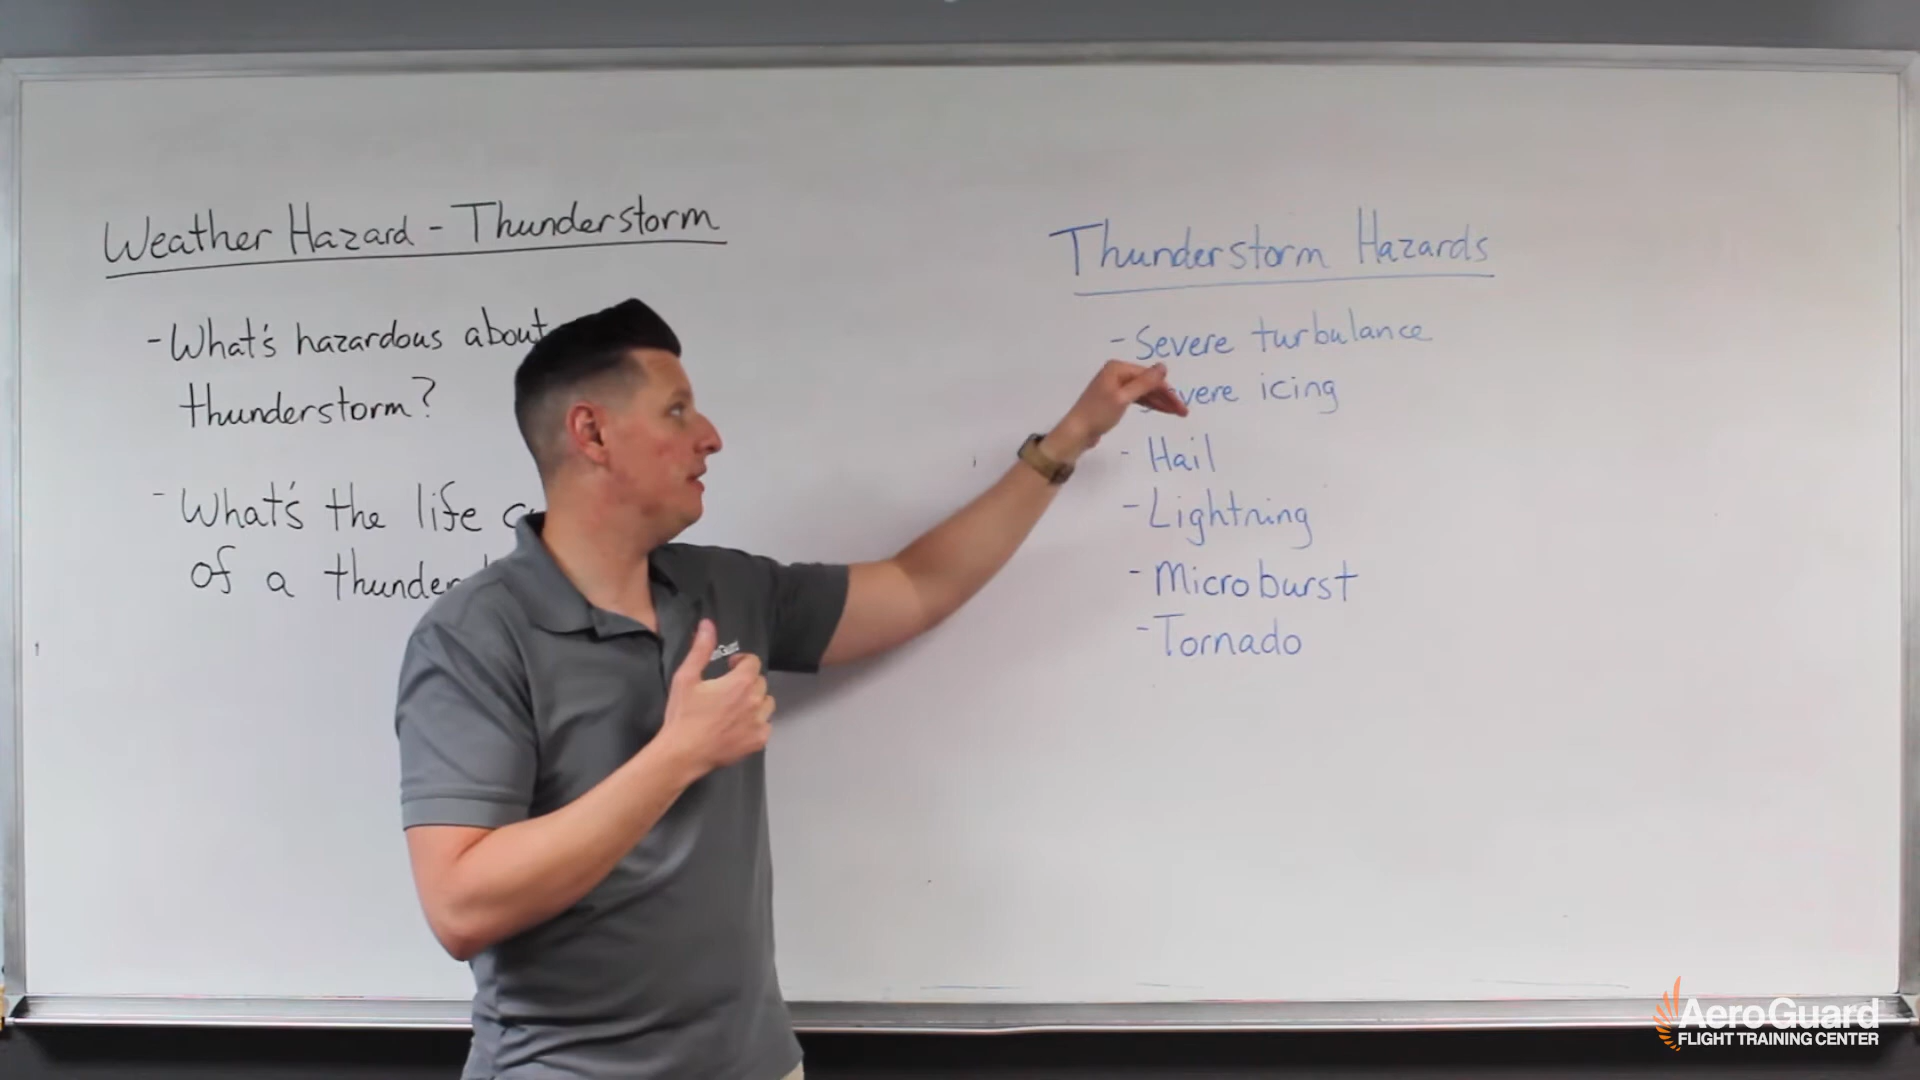 Weather Hazard - Thunderstorm
- What's hazardous about
thunderstorm?
- What's the life
of a
Thunderstorm Hazards
- Severe turbulance
icing
- Hail
- Lightning
- Microburst
- Tornado
AeroGuard
FLIGHT TRAINING CENTER